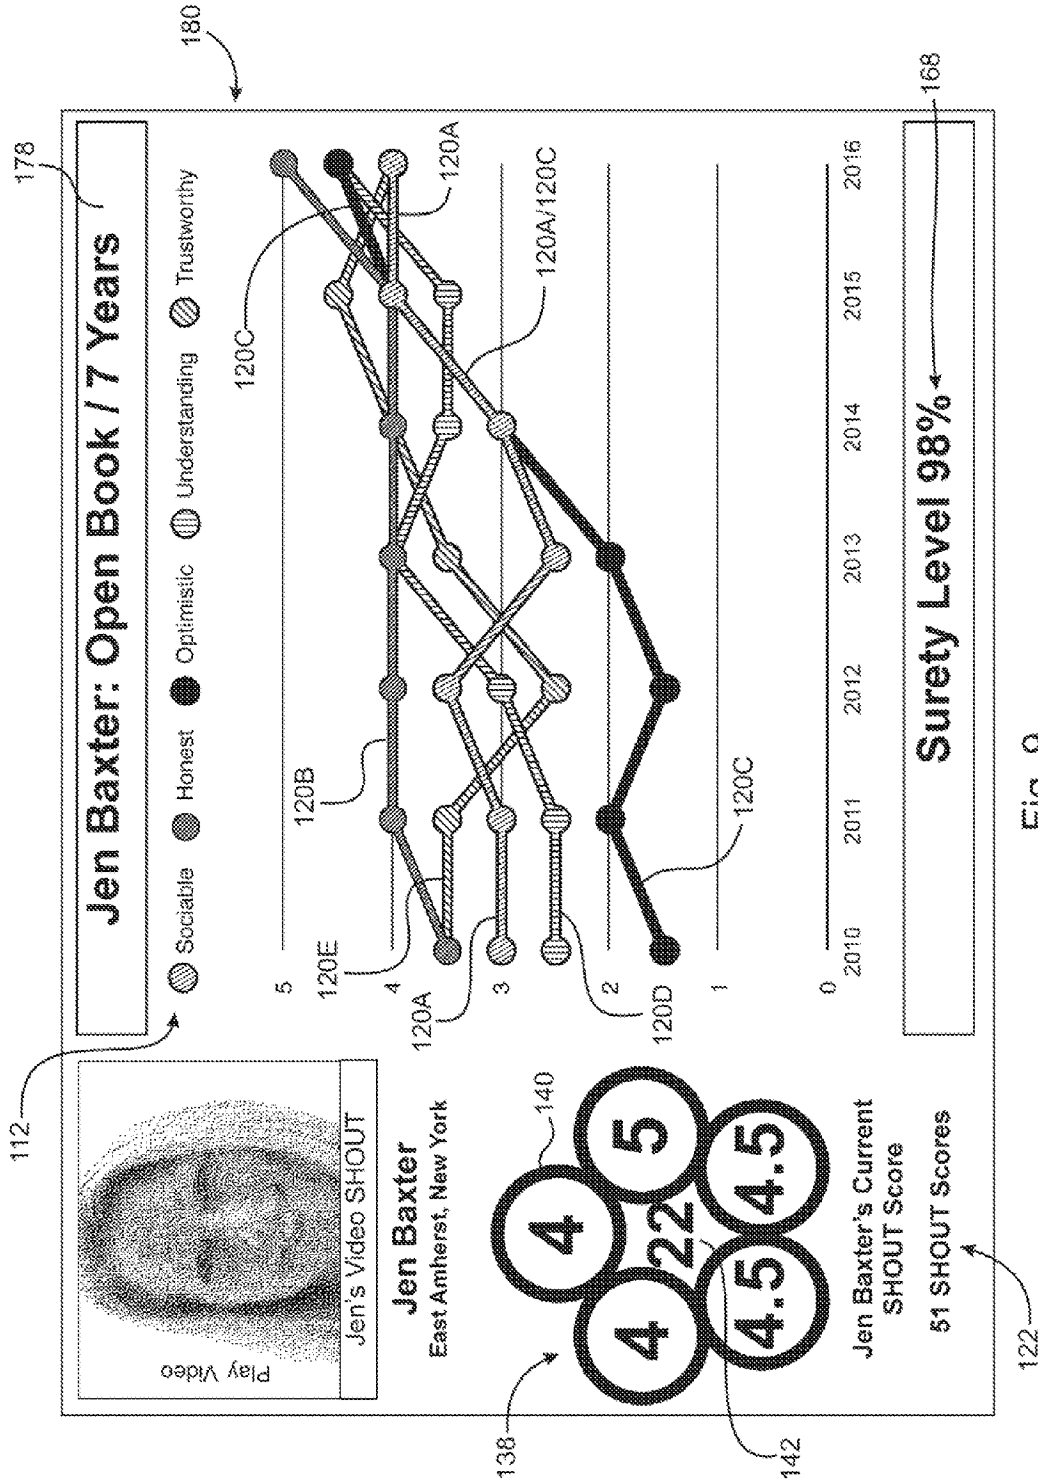 180
178
112
Jen Baxter: Open Book / 7 Years
Sociable Honest Optimistic Understanding Trustworthy
Play Video
Jen's Video SHOUT
Jen Baxter
East Amherst, New York
138
140
4
4
5
22
4.5
4.5
142
Jen Baxter's Current
SHOUT Score
51 SHOUT Scores
122
5
4
3
2
1
0
120E
120A
120D
120B
120C
120C
120A
120A/120C
2010 2011 2012 2013 2014 2015 2016
Surety Level 98%
168
Fig. 9